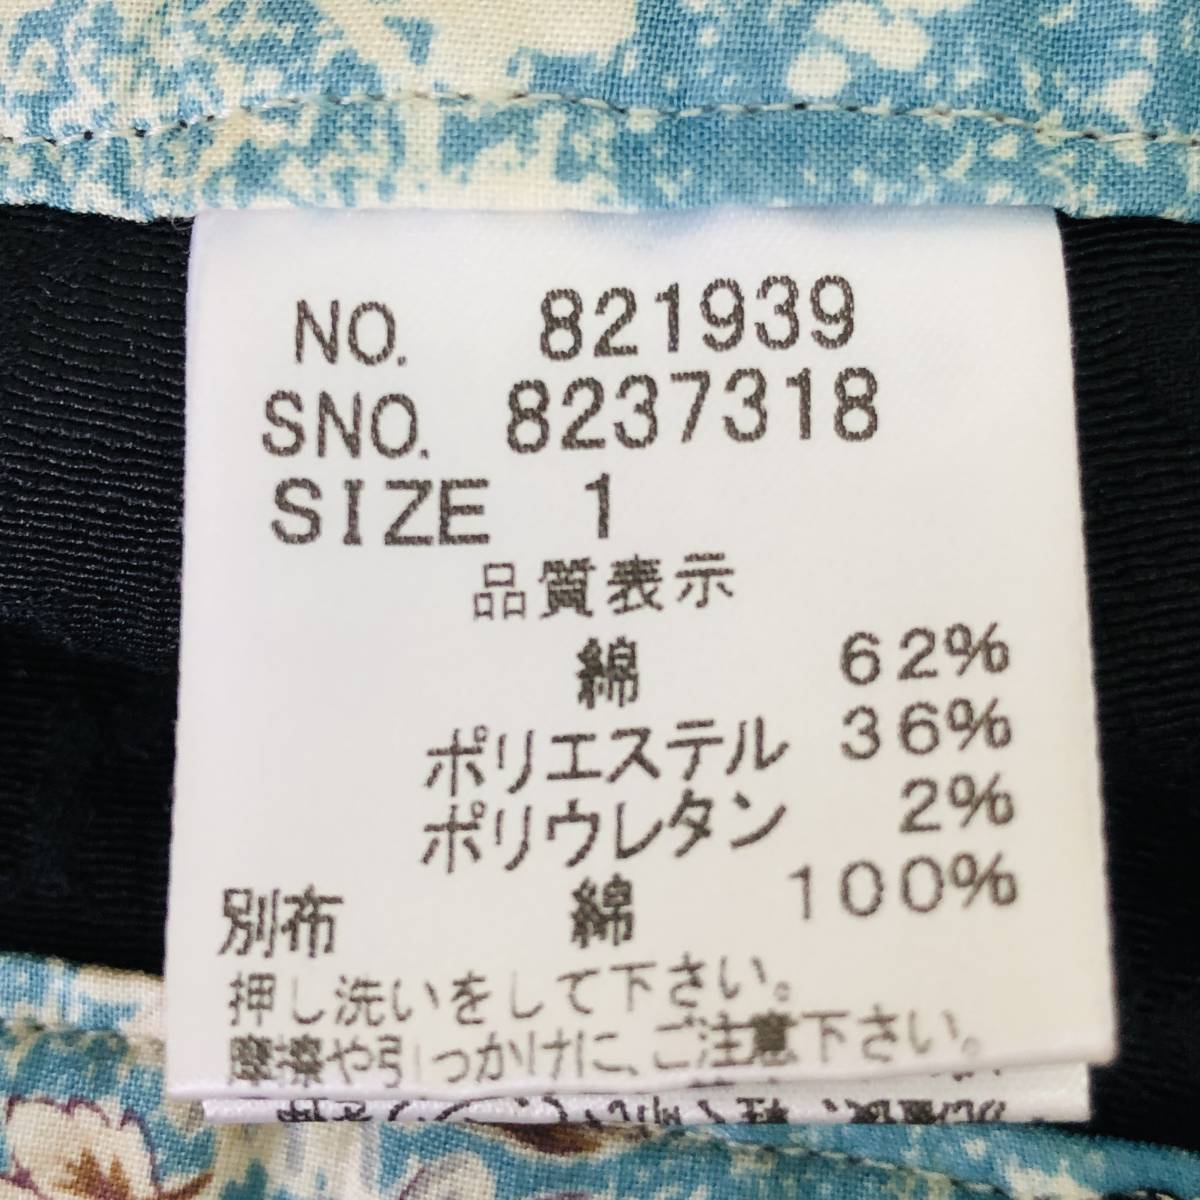 NO. 821939
SNO. 8237318
SIZE 1
品質表示
綿 62%
ポリエステル 36%
ポリウレタン 2%
別布 綿 100%
押し洗いをして下さい。
摩擦や引っかけに、ご注意下さい。